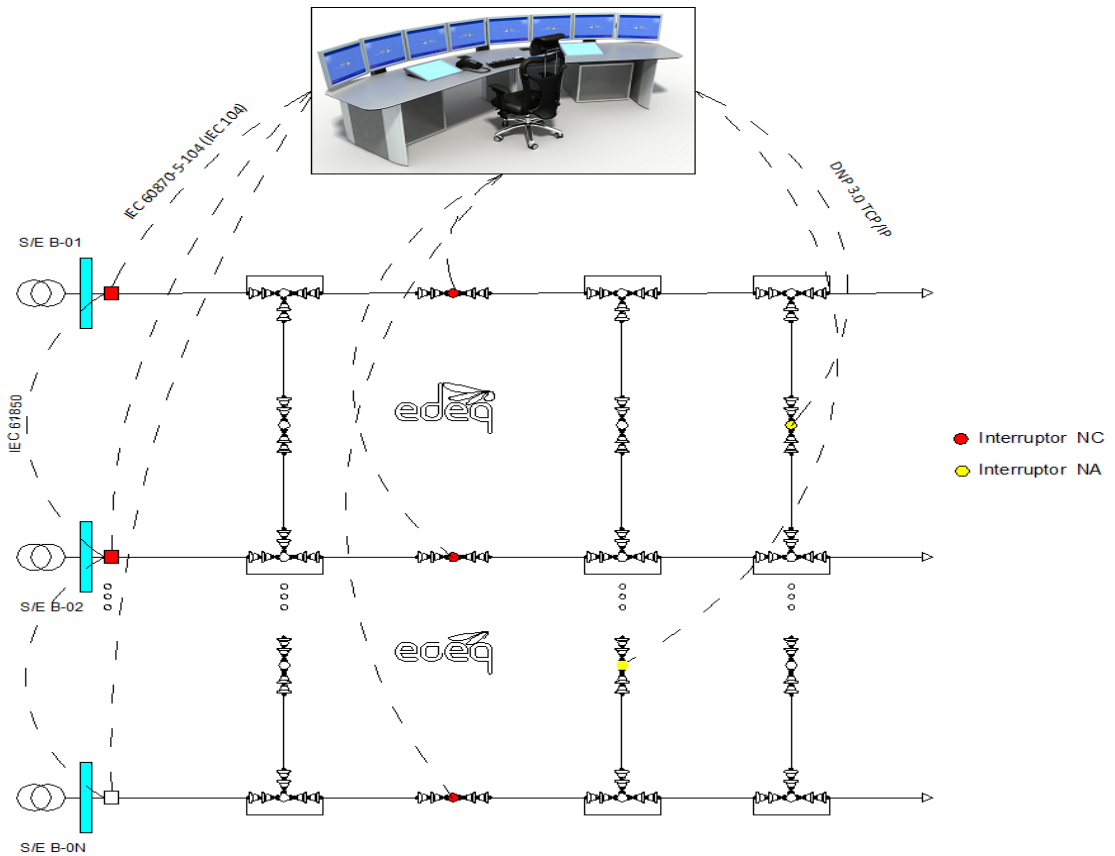 IEC 60870-5-104 (IEC 104)
DNP 3.0 TCP/IP
S/E B-01
IEC 61860
edeq
Interruptor NC
Interruptor NA
S/E B-02
edeq
S/E B-0N